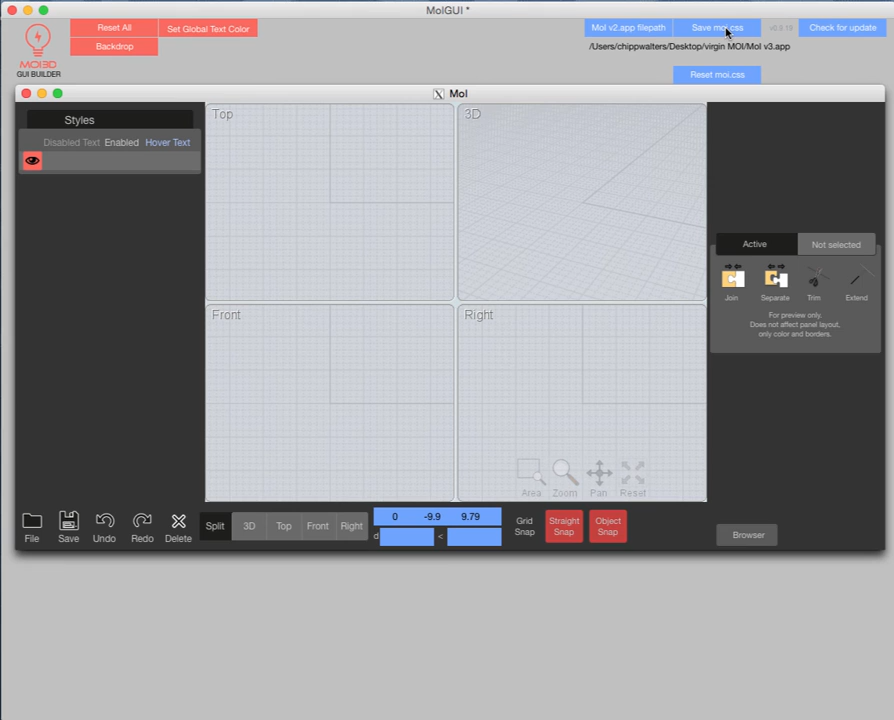 MoIGUI *
Reset All
Set Global Text Color
Backdrop
MOI3D
GUI BUILDER
MoI v2.app filepath
Save moi.css
v0.9.19
Check for update
/Users/chippwalters/Desktop/virgin MOI/MoI v3.app
Reset moi.css
X MoI
Styles
Disabled Text Enabled Hover Text
Top
3D
Front
Right
Active
Not selected
Join Separate Trim Extend
For preview only.
Does not affect panel layout,
only color and borders.
Area Zoom Pan Reset
File Save Undo Redo Delete
Split 3D Top Front Right
0 -9.9 9.79
d <
Grid
Snap
Straight
Snap
Object
Snap
Browser